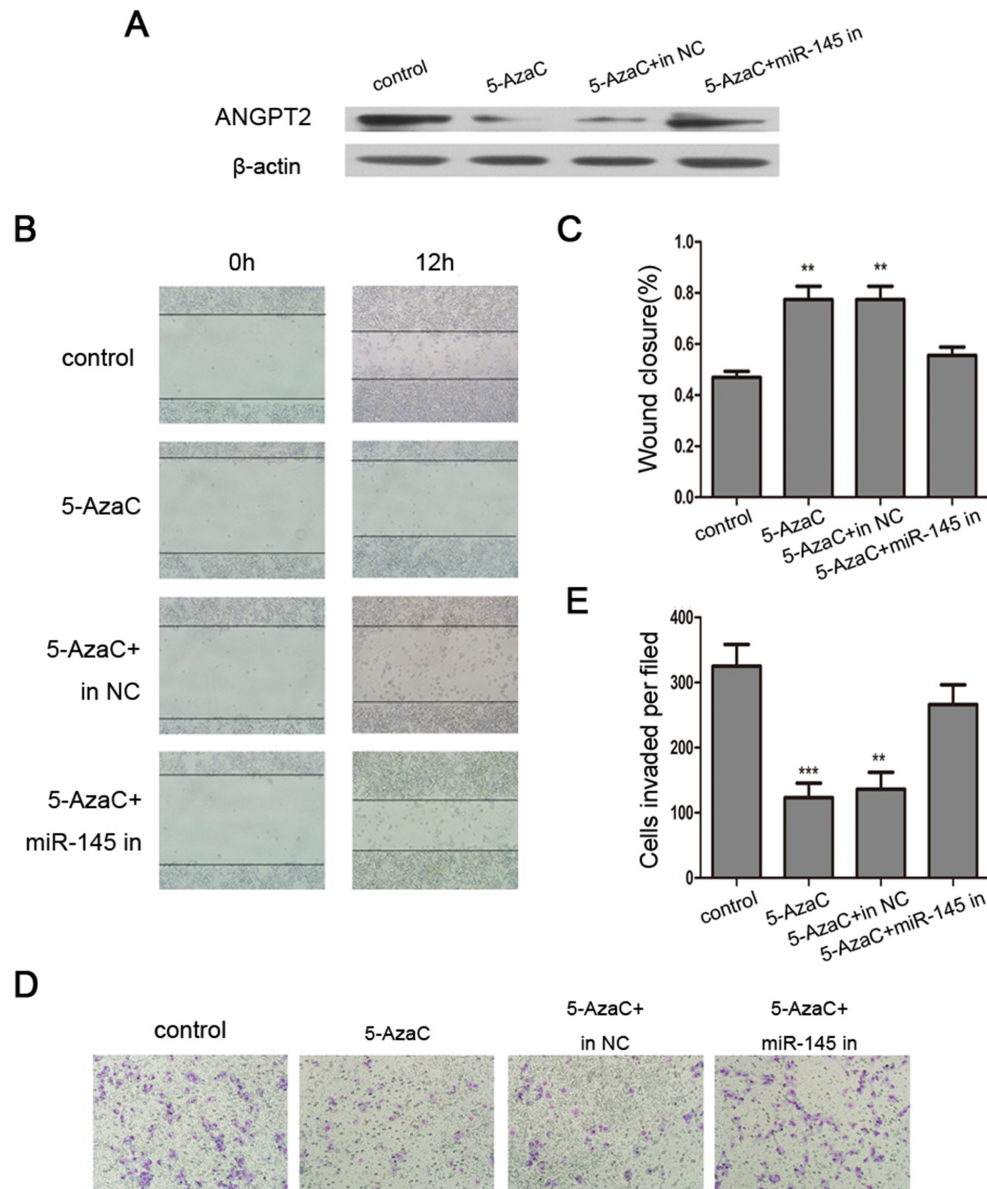 A
control
5-AzaC
5-AzaC+in NC
5-AzaC+miR-145 in
ANGPT2
β-actin
B
0h
12h
control
5-AzaC
5-AzaC+
in NC
5-AzaC+
miR-145 in
C
Wound closure(%)
1.0
0.8
0.6
0.4
0.2
0.0
**
**
control
5-AzaC
5-AzaC+in NC
5-AzaC+miR-145 in
E
Cells invaded per filed
400
300
200
100
0
***
**
control
5-AzaC
5-AzaC+in NC
5-AzaC+miR-145 in
D
control
5-AzaC
5-AzaC+
in NC
5-AzaC+
miR-145 in